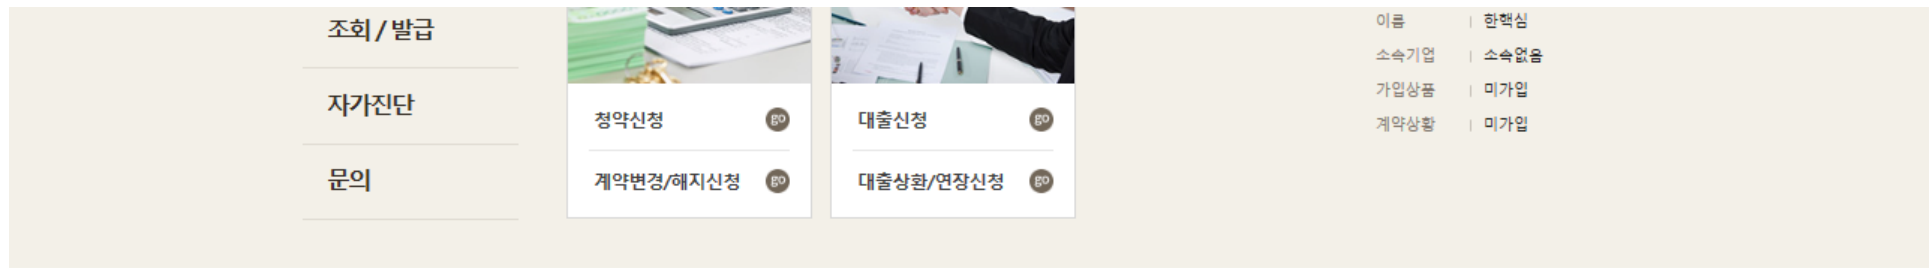 조회 / 발급
자가진단
문의
청약신청 go
계약변경/해지신청 go
대출신청 go
대출상환/연장신청 go
이름 | 한핵심
소속기업 | 소속없음
가입상품 | 미가입
계약상황 | 미가입